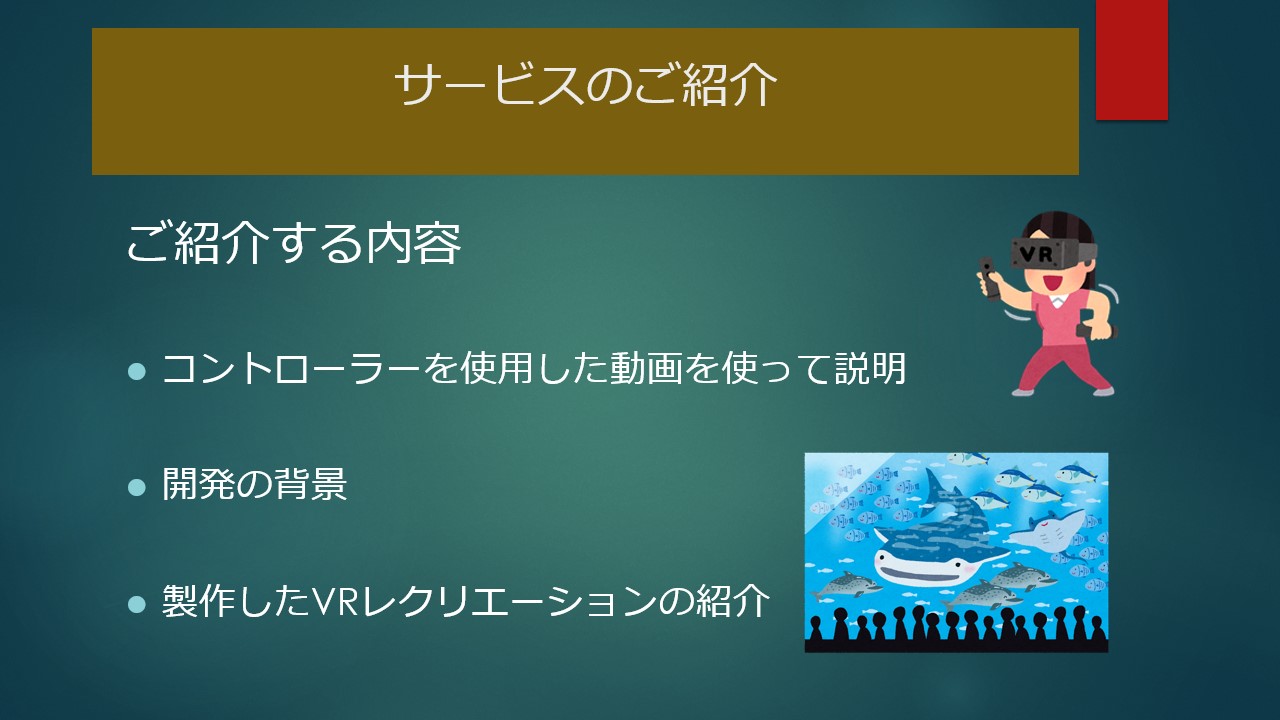 サービスのご紹介
ご紹介する内容
コントローラーを使用した動画を使って説明
開発の背景
製作したVRレクリエーションの紹介
VR